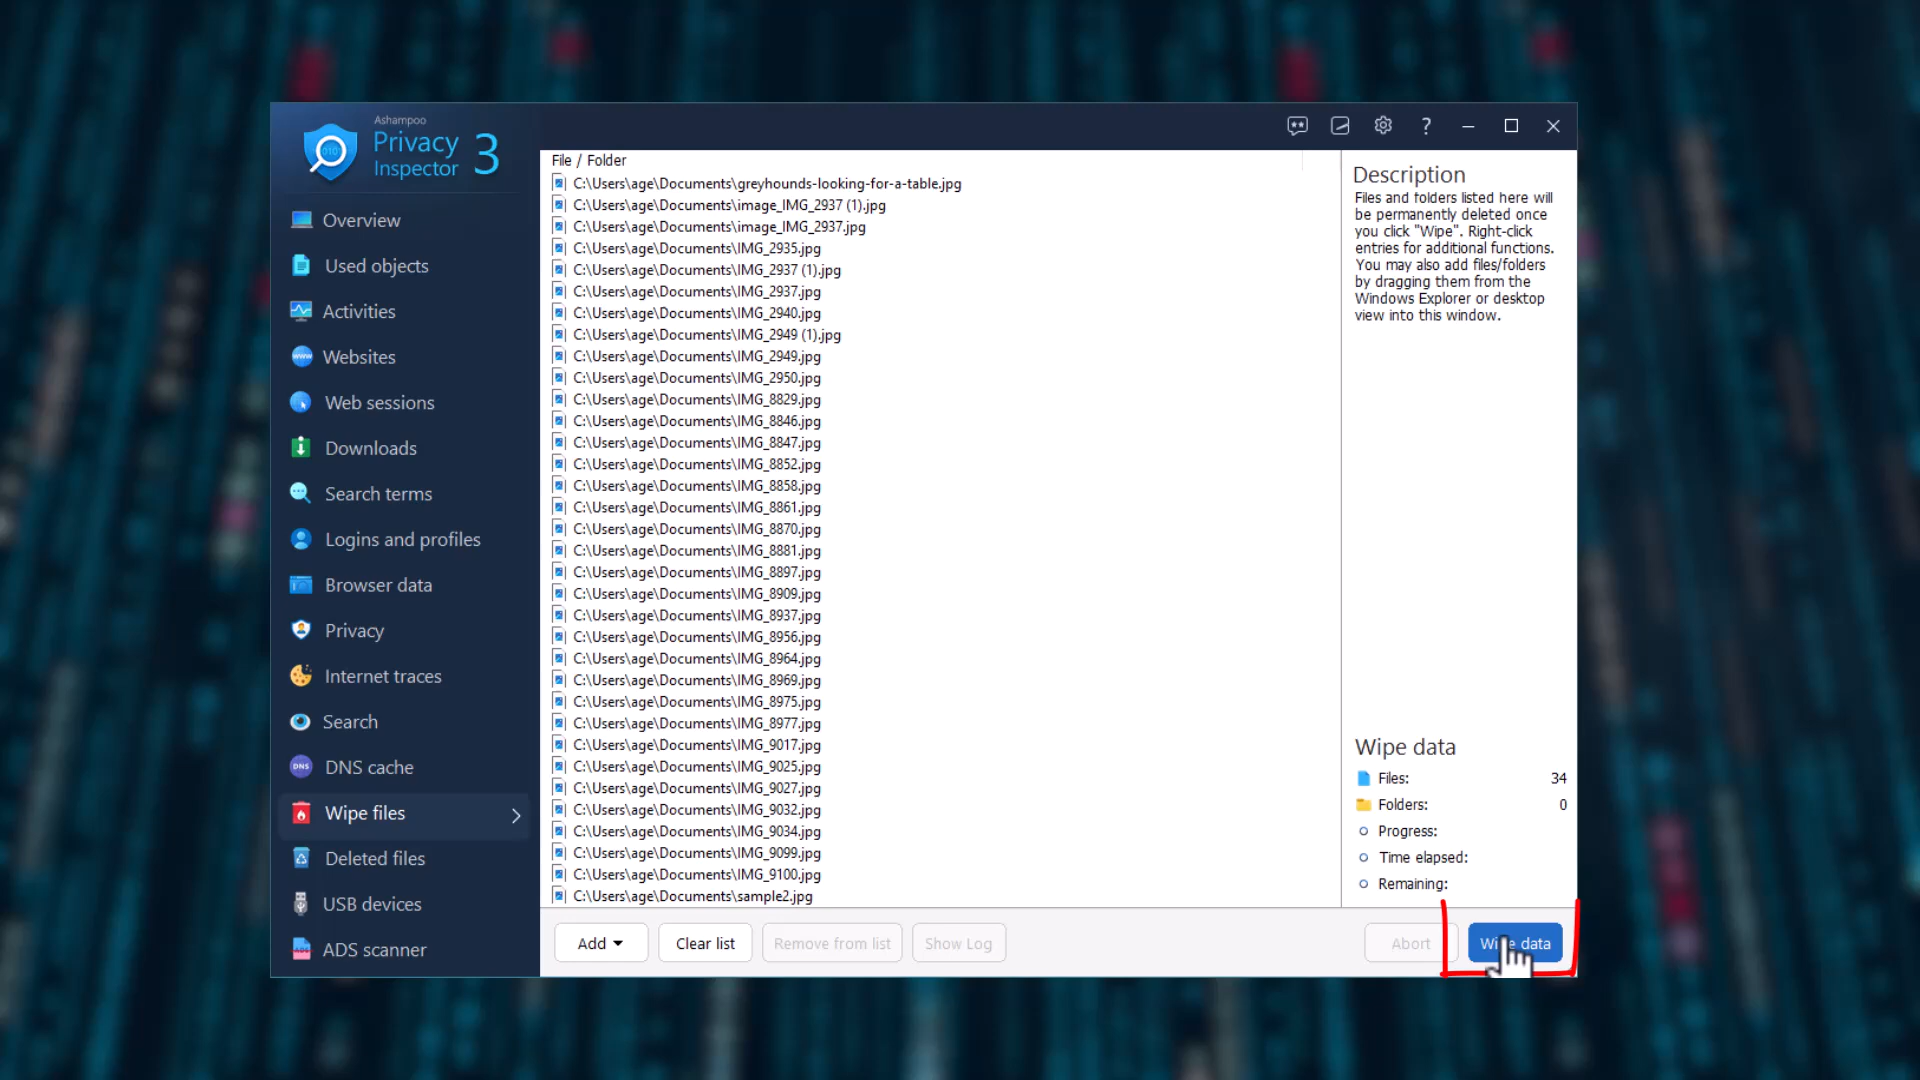 Ashampoo
Privacy
Inspector 3
Overview
Used objects
Activities
Websites
Web sessions
Downloads
Search terms
Logins and profiles
Browser data
Privacy
Internet traces
Search
DNS cache
Wipe files
Deleted files
USB devices
ADS scanner
File / Folder
C:\Users\age\Documents\greyhounds-looking-for-a-table.jpg
C:\Users\age\Documents\image_IMG_2937 (1).jpg
C:\Users\age\Documents\image_IMG_2937.jpg
C:\Users\age\Documents\IMG_2935.jpg
C:\Users\age\Documents\IMG_2937 (1).jpg
C:\Users\age\Documents\IMG_2937.jpg
C:\Users\age\Documents\IMG_2940.jpg
C:\Users\age\Documents\IMG_2949 (1).jpg
C:\Users\age\Documents\IMG_2949.jpg
C:\Users\age\Documents\IMG_2950.jpg
C:\Users\age\Documents\IMG_8829.jpg
C:\Users\age\Documents\IMG_8846.jpg
C:\Users\age\Documents\IMG_8847.jpg
C:\Users\age\Documents\IMG_8852.jpg
C:\Users\age\Documents\IMG_8858.jpg
C:\Users\age\Documents\IMG_8861.jpg
C:\Users\age\Documents\IMG_8870.jpg
C:\Users\age\Documents\IMG_8881.jpg
C:\Users\age\Documents\IMG_8897.jpg
C:\Users\age\Documents\IMG_8909.jpg
C:\Users\age\Documents\IMG_8937.jpg
C:\Users\age\Documents\IMG_8956.jpg
C:\Users\age\Documents\IMG_8964.jpg
C:\Users\age\Documents\IMG_8969.jpg
C:\Users\age\Documents\IMG_8975.jpg
C:\Users\age\Documents\IMG_8977.jpg
C:\Users\age\Documents\IMG_9017.jpg
C:\Users\age\Documents\IMG_9025.jpg
C:\Users\age\Documents\IMG_9027.jpg
C:\Users\age\Documents\IMG_9032.jpg
C:\Users\age\Documents\IMG_9034.jpg
C:\Users\age\Documents\IMG_9099.jpg
C:\Users\age\Documents\IMG_9100.jpg
C:\Users\age\Documents\sample2.jpg
Description
Files and folders listed here will
be permanently deleted once
you click "Wipe". Right-click
entries for additional functions.
You may also add files/folders
by dragging them from the
Windows Explorer or desktop
view into this window.
Wipe data
Files: 34
Folders: 0
Progress:
Time elapsed:
Remaining:
Add
Clear list
Remove from list
Show Log
Abort
Wipe data